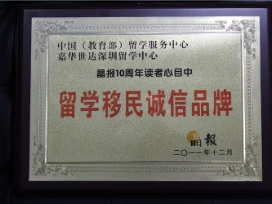 中国（教育部）留学服务中心
嘉华世达深圳留学中心
晶报10周年读者心目中
留学移民诚信品牌
晶報
二〇一一年十二月